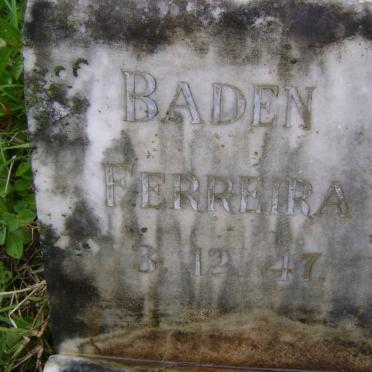 BADEN
FERREIRA
3. 12. 47.